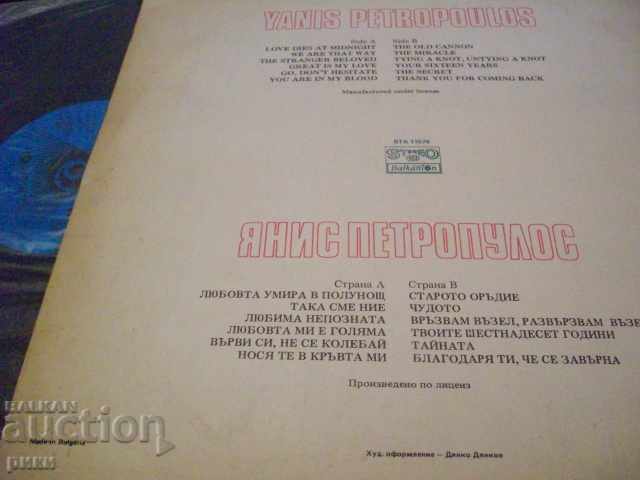 YANIS PETROPOULOS
Side A
LOVE DIES AT MIDNIGHT
WE ARE THAT WAY
THE STRANGER BELOVED
GREAT IS MY LOVE
GO, DON'T HESITATE
YOU ARE IN MY BLOOD
Side B
THE OLD CANNON
THE MIRACLE
TYING A KNOT, UNTYING A KNOT
YOUR SIXTEEN YEARS
THE SECRET
THANK YOU FOR COMING BACK
Manufactured under license
ВТА
STEREO
Balkanton
ЯНИС ПЕТРОПУЛОС
Страна А
ЛЮБОВТА УМИРА В ПОЛУНОЩ
ТАКА СМЕ НИЕ
ЛЮБИМА НЕПОЗНАТА
ЛЮБОВТА МИ Е ГОЛЯМА
ВЪРВИ СИ, НЕ СЕ КОЛЕБАЙ
НОСЯ ТЕ В КРЪВТА МИ
Страна В
СТАРОТО ОРЪДИЕ
ЧУДОТО
ВРЪЗВАМ ВЪЗЕЛ, РАЗВЪРЗВАМ ВЪЗЕ
ТВОИТЕ ШЕСТНАДЕСЕТ ГОДИНИ
ТАЙНАТА
БЛАГОДАРЯ ТИ, ЧЕ СЕ ЗАВЪРНА
Произведено по лиценз
Made in Bulgaria
Худ. оформление — Динко Динков
BALKAN
auction
рики